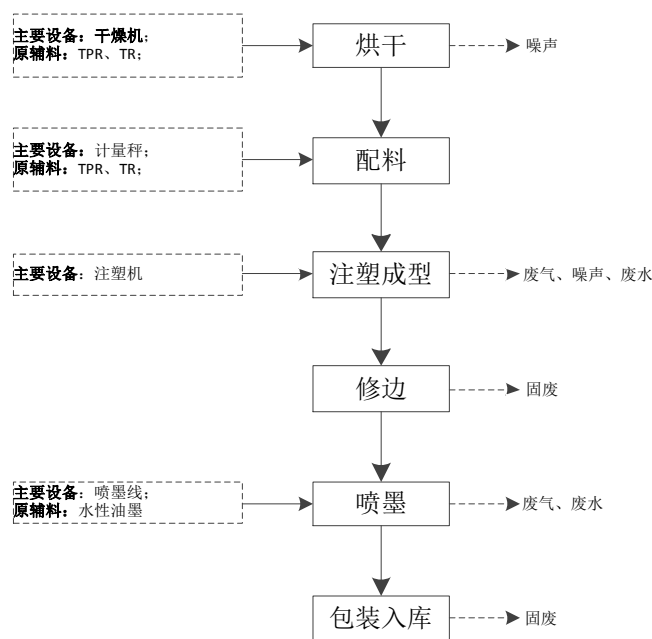 主要设备：干燥机；
原辅料：TPR、TR；
烘干
噪声
主要设备：计量秤；
原辅料：TPR、TR；
配料
主要设备：注塑机
注塑成型
废气、噪声、废水
修边
固废
主要设备：喷墨线；
原辅料：水性油墨
喷墨
废气、废水
包装入库
固废